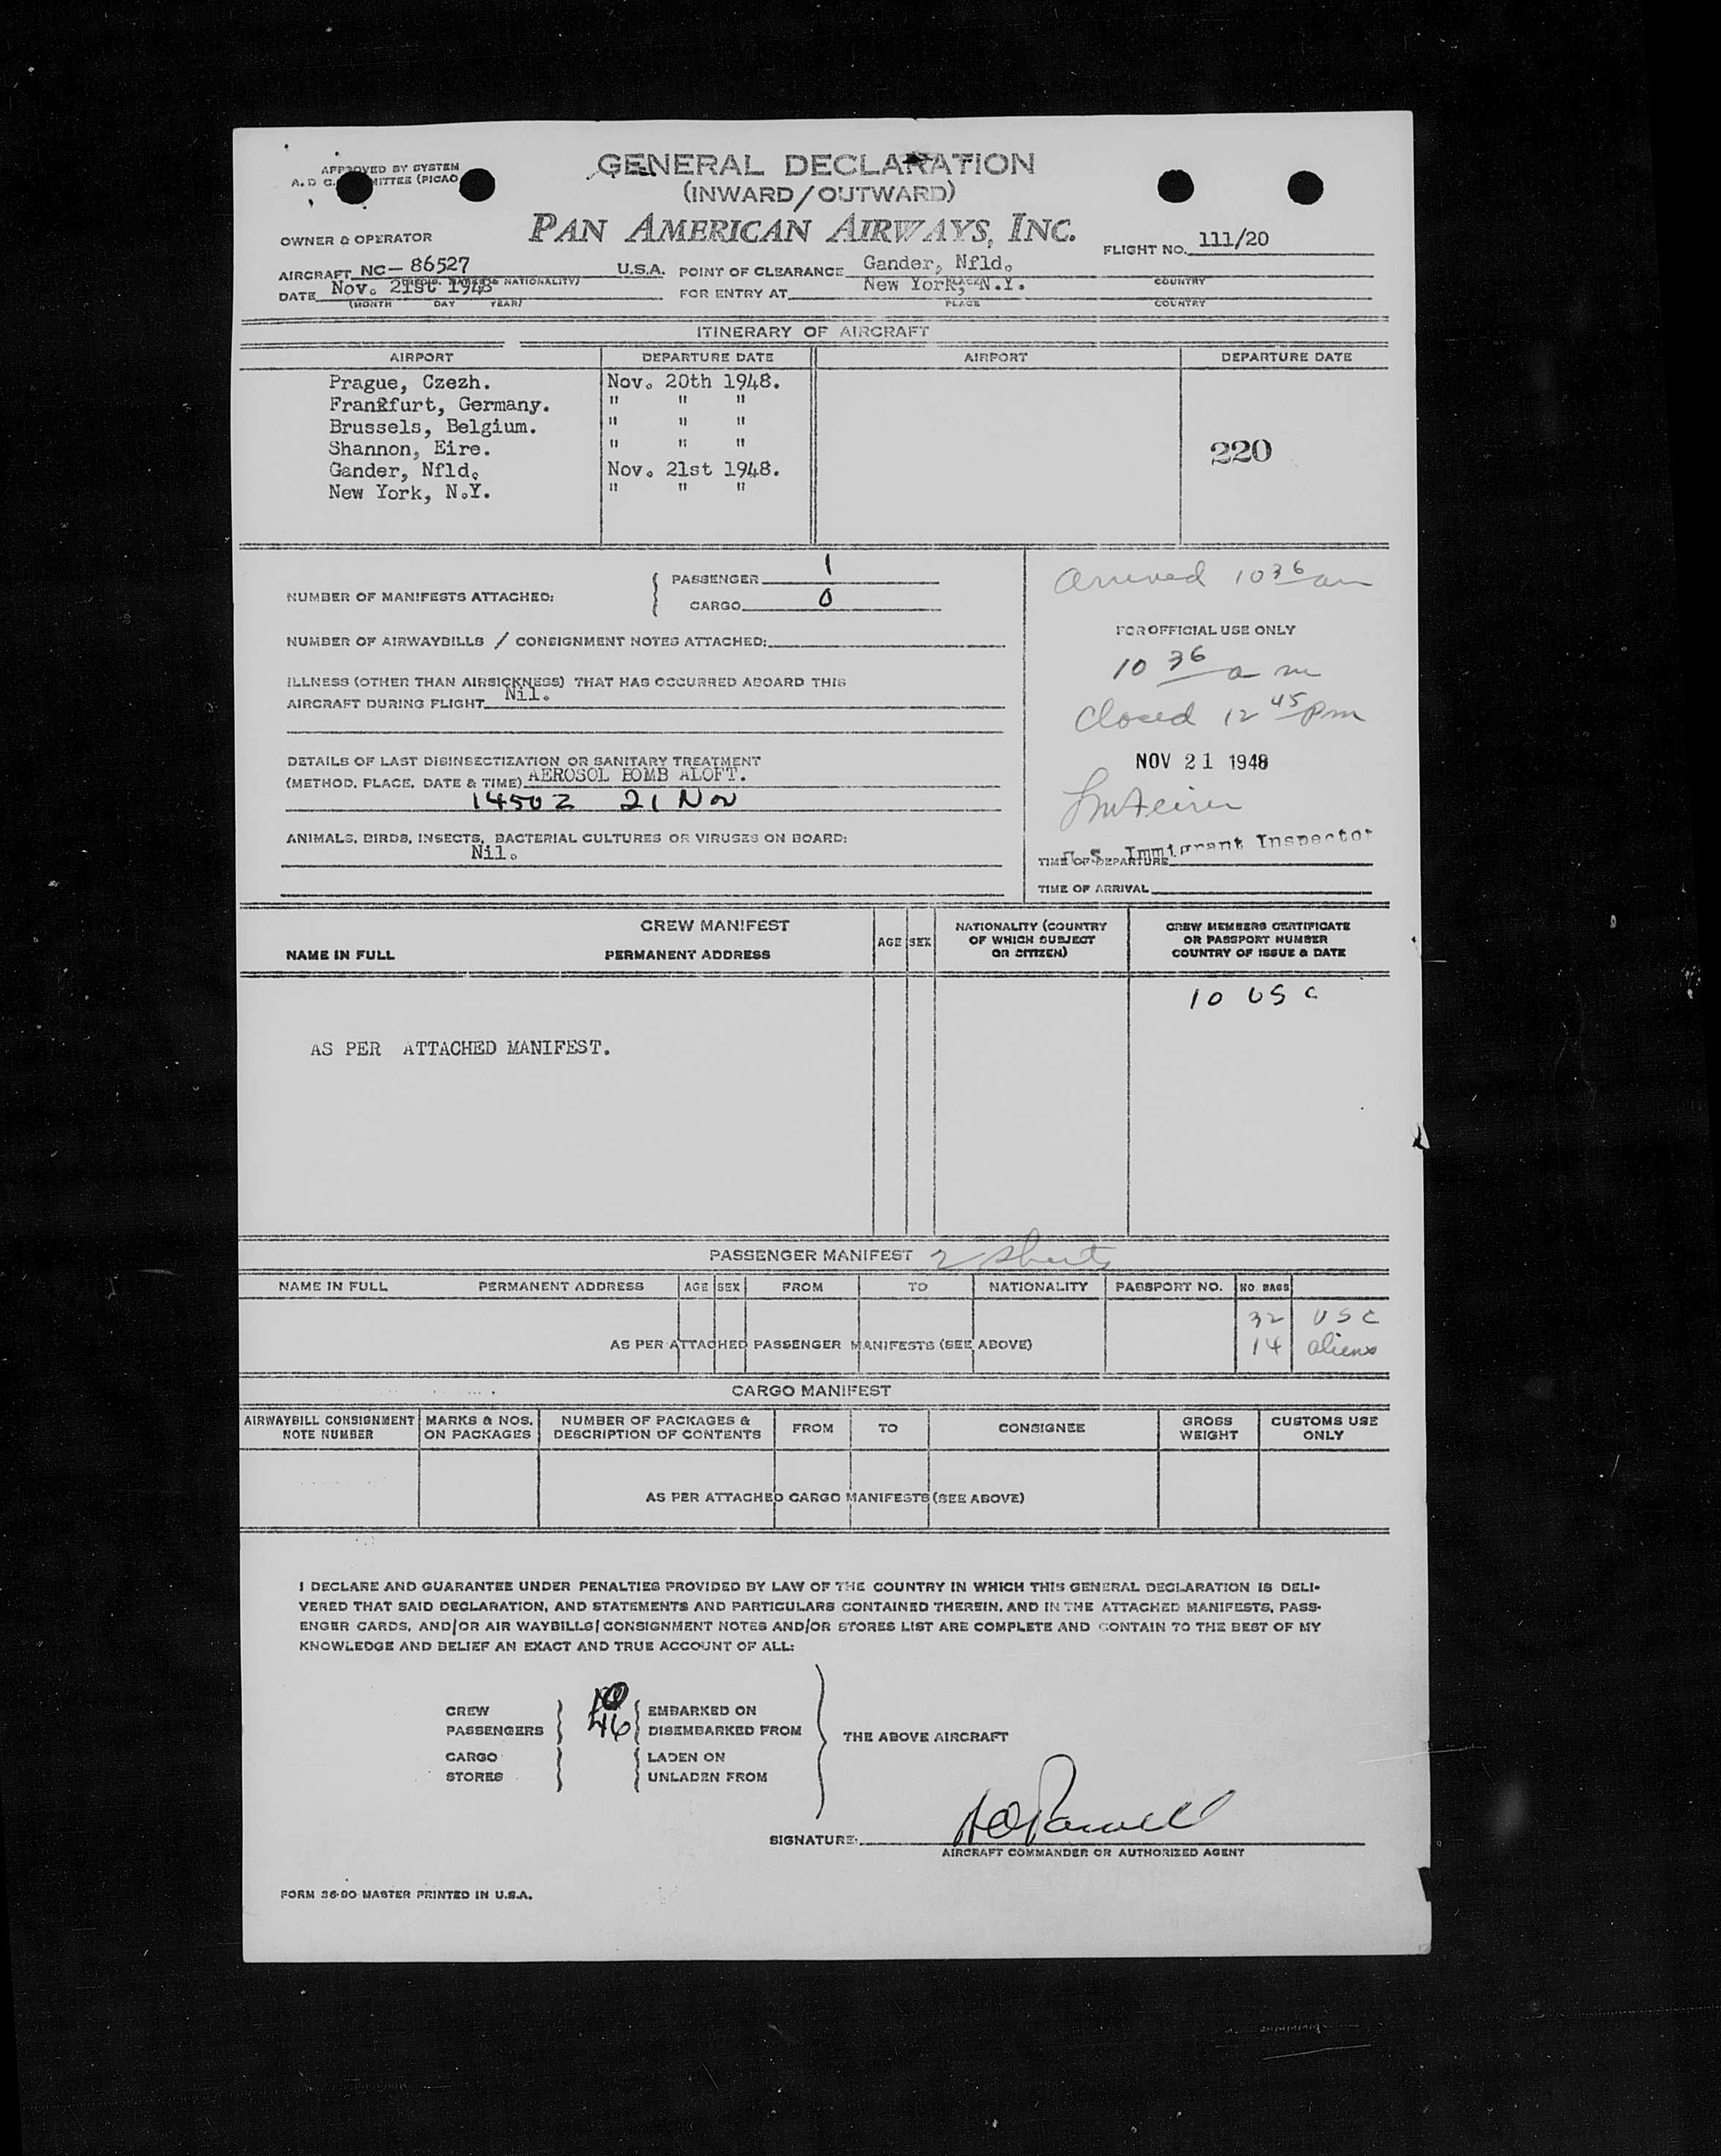 APPROVED BY SYSTEM
GENERAL DECLARATION
(INWARD/OUTWARD)
PAN AMERICAN AIRWAYS, INC.
OWNER & OPERATOR
FLIGHT NO. 111/20
AIRCRAFT NC- 86527 U.S.A. POINT OF CLEARANCE Gander, Nfld.
DATE Nov. 21st 1948 FOR ENTRY AT New York, N.Y.
(MONTH DAY YEAR) PLACE COUNTRY
ITINERARY OF AIRCRAFT
AIRPORT DEPARTURE DATE AIRPORT DEPARTURE DATE
Prague, Czezh. Nov. 20th 1948.
Frankfurt, Germany. " " "
Brussels, Belgium. " " "
Shannon, Eire. " " "
220
Gander, Nfld. Nov. 21st 1948.
New York, N.Y. " " "
NUMBER OF MANIFESTS ATTACHED: PASSENGER 1
CARGO 0
Arrived 10 36 am
NUMBER OF AIRWAYBILLS / CONSIGNMENT NOTES ATTACHED:
FOR OFFICIAL USE ONLY
10 36 a m
ILLNESS (OTHER THAN AIRSICKNESS) THAT HAS OCCURRED ABOARD THIS
AIRCRAFT DURING FLIGHT Nil.
Closed 12 45 pm
DETAILS OF LAST DISINSECTIZATION OR SANITARY TREATMENT
(METHOD, PLACE, DATE & TIME) AEROSOL BOMB ALOFT.
1450 Z 21 Nov
NOV 21 1948
ANIMALS, BIRDS, INSECTS, BACTERIAL CULTURES OR VIRUSES ON BOARD:
Nil.
U.S. Immigrant Inspector
TIME OF DEPARTURE
TIME OF ARRIVAL
CREW MANIFEST
NAME IN FULL PERMANENT ADDRESS AGE SEX NATIONALITY (COUNTRY OF WHICH SUBJECT OR CITIZEN) CREW MEMBERS CERTIFICATE OR PASSPORT NUMBER COUNTRY OF ISSUE & DATE
10 USC
AS PER ATTACHED MANIFEST.
PASSENGER MANIFEST 2 sheets
NAME IN FULL PERMANENT ADDRESS AGE SEX FROM TO NATIONALITY PASSPORT NO. NO. BAGS
32 USC
AS PER ATTACHED PASSENGER MANIFESTS (SEE ABOVE) 14 aliens
CARGO MANIFEST
AIRWAYBILL CONSIGNMENT NOTE NUMBER MARKS & NOS. ON PACKAGES NUMBER OF PACKAGES & DESCRIPTION OF CONTENTS FROM TO CONSIGNEE GROSS WEIGHT CUSTOMS USE ONLY
AS PER ATTACHED CARGO MANIFESTS (SEE ABOVE)
I DECLARE AND GUARANTEE UNDER PENALTIES PROVIDED BY LAW OF THE COUNTRY IN WHICH THIS GENERAL DECLARATION IS DELI-
VERED THAT SAID DECLARATION, AND STATEMENTS AND PARTICULARS CONTAINED THEREIN, AND IN THE ATTACHED MANIFESTS, PASS-
ENGER CARDS, AND/OR AIR WAYBILLS/CONSIGNMENT NOTES AND/OR STORES LIST ARE COMPLETE AND CONTAIN TO THE BEST OF MY
KNOWLEDGE AND BELIEF AN EXACT AND TRUE ACCOUNT OF ALL:
CREW 10 EMBARKED ON
PASSENGERS 46 DISEMBARKED FROM
THE ABOVE AIRCRAFT
CARGO LADEN ON
STORES UNLADEN FROM
SIGNATURE:
AIRCRAFT COMMANDER OR AUTHORIZED AGENT
FORM 36-90 MASTER PRINTED IN U.S.A.